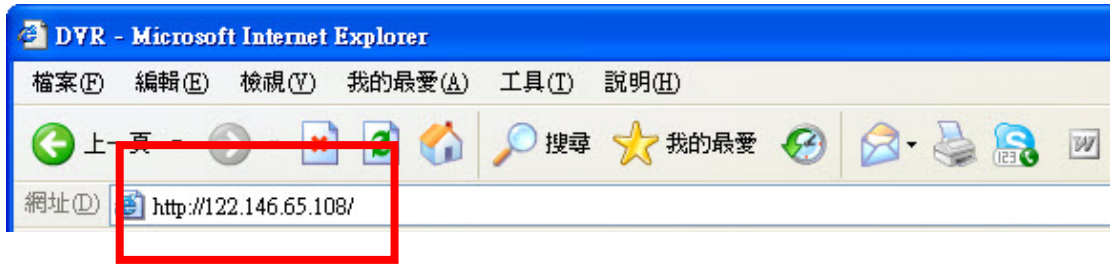 DVR - Microsoft Internet Explorer
檔案(F) 編輯(E) 檢視(V) 我的最愛(A) 工具(T) 說明(H)
上一頁 搜尋 我的最愛 123 W
網址(D) http://122.146.65.108/